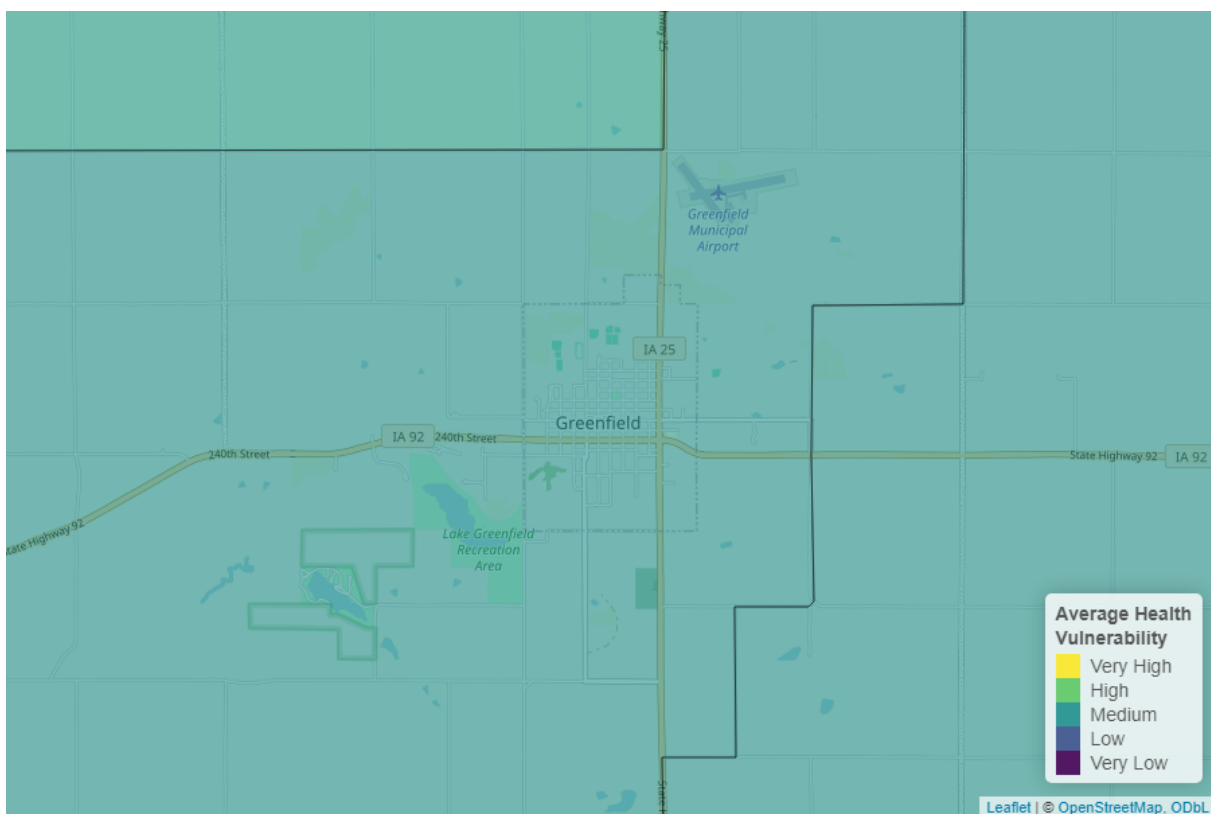 hway 25
Greenfield
Municipal
Airport
IA 25
Greenfield
IA 92
240th Street
240th Street
State Highway 92
IA 92
State Highway 92
Lake Greenfield
Recreation
Area
State H
Average Health
Vulnerability
Very High
High
Medium
Low
Very Low
Leaflet | © OpenStreetMap, ODbL